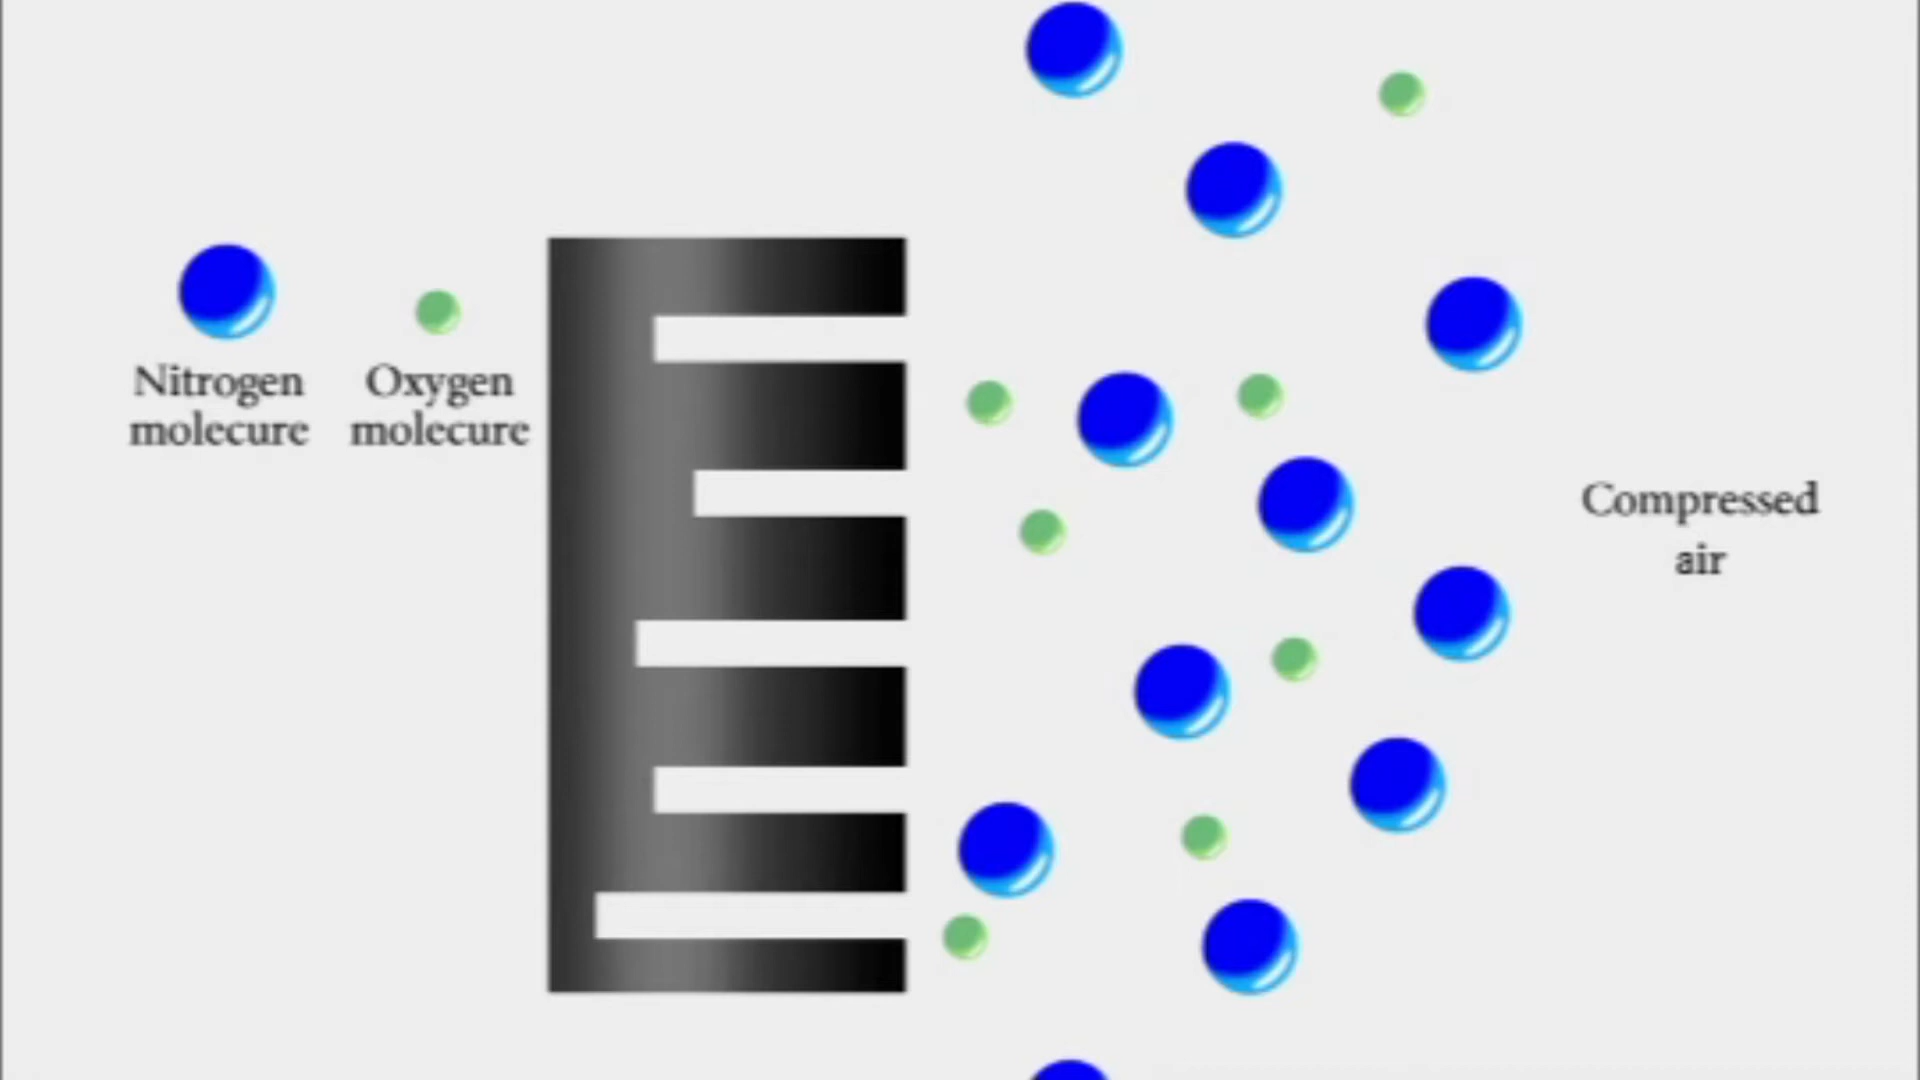 Nitrogen
molecure
Oxygen
molecure
Compressed
air